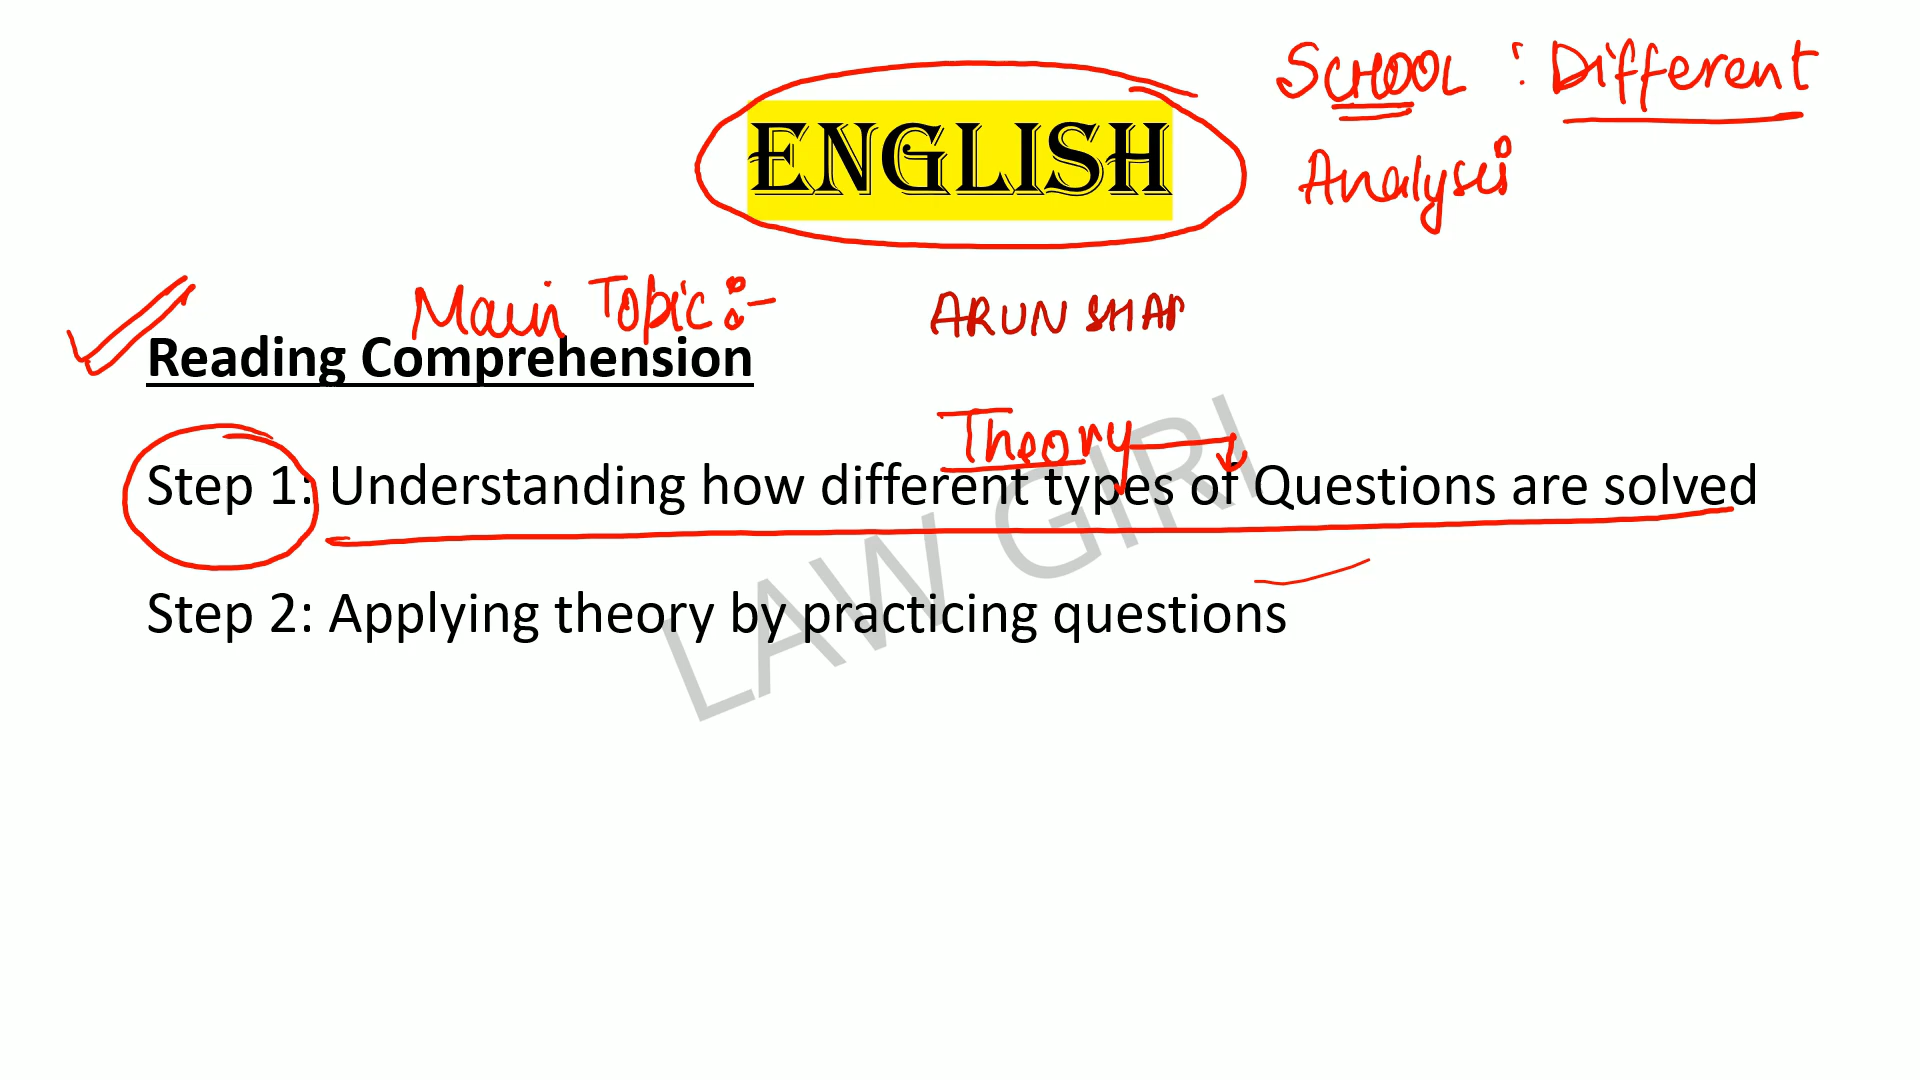 SCHOOL : Different
ENGLISH
Analysis
Main Topic :-
ARUN SHAR
Reading Comprehension
Theory
Step 1: Understanding how different types of Questions are solved
Step 2: Applying theory by practicing questions
LAW GIRI